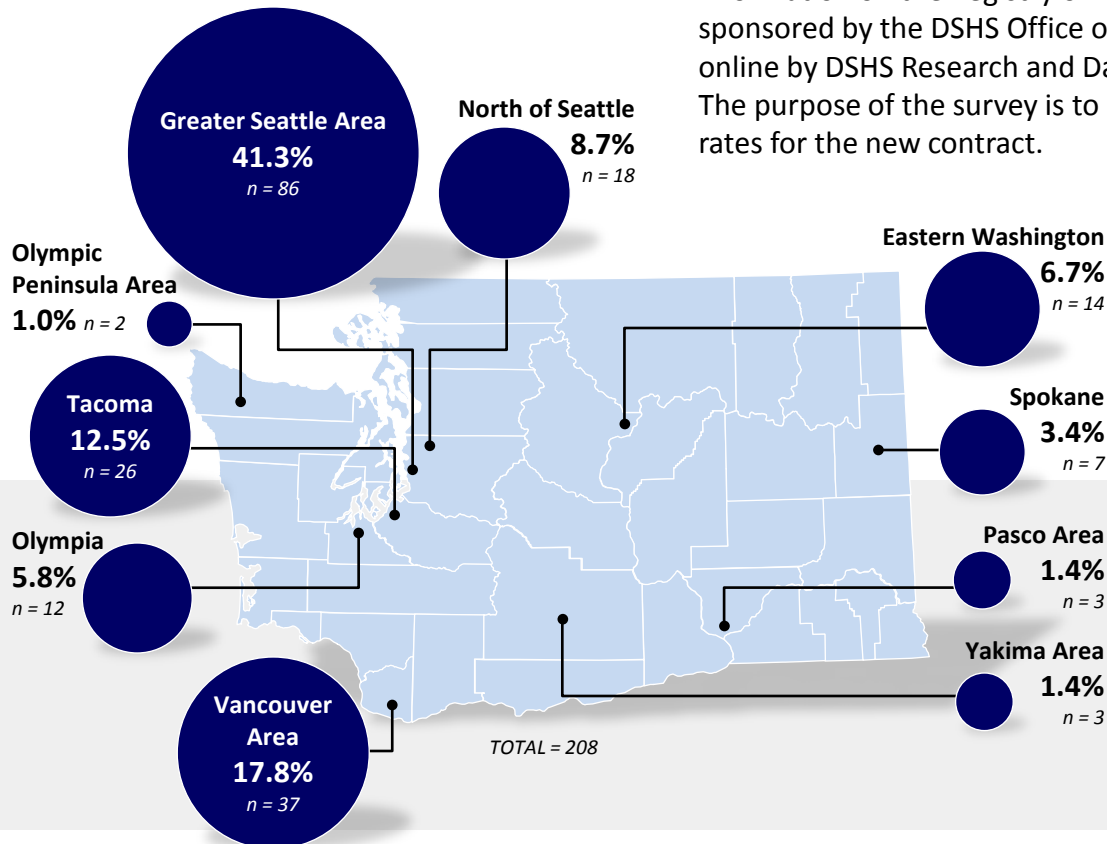 sponsored by the DSHS Office o
online by DSHS Research and Da
The purpose of the survey is to
rates for the new contract.
Greater Seattle Area
41.3%
n = 86
North of Seattle
8.7%
n = 18
Olympic
Peninsula Area
1.0% n = 2
Eastern Washington
6.7%
n = 14
Tacoma
12.5%
n = 26
Spokane
3.4%
n = 7
Olympia
5.8%
n = 12
Pasco Area
1.4%
n = 3
Yakima Area
1.4%
n = 3
Vancouver
Area
17.8%
n = 37
TOTAL = 208